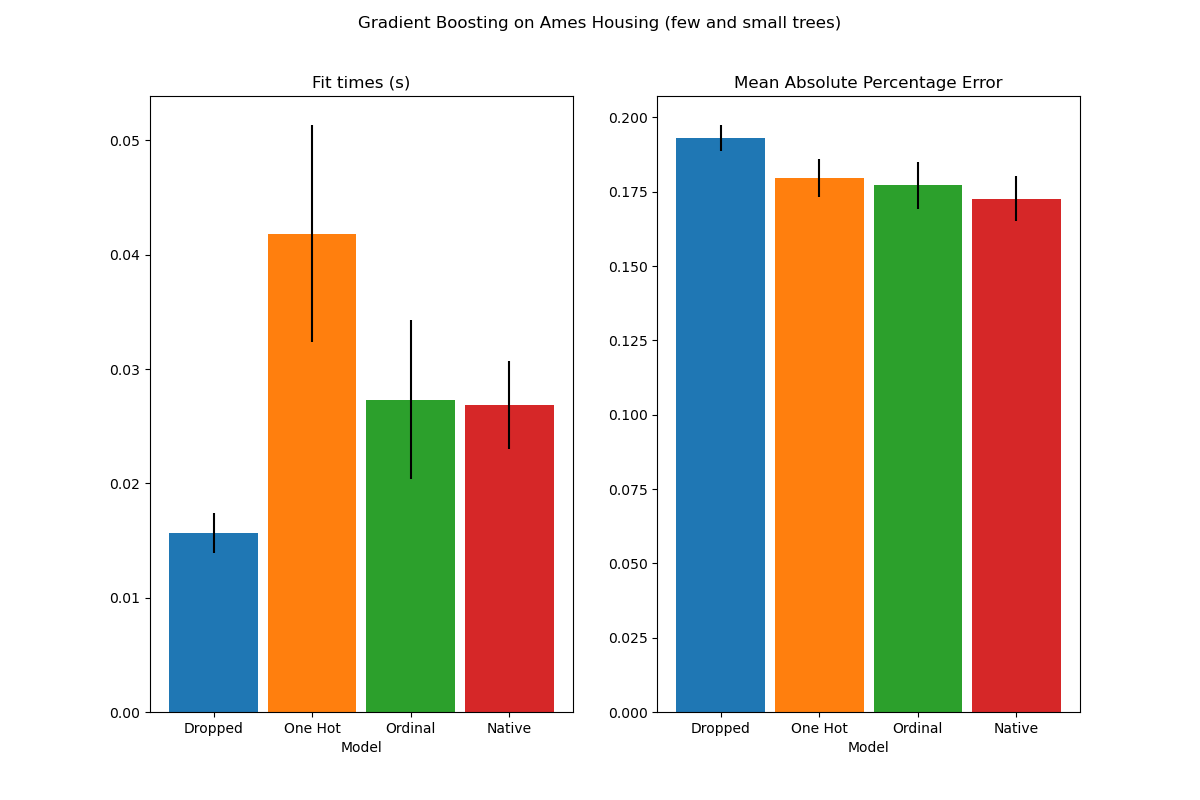 Gradient Boosting on Ames Housing (few and small trees)
Fit times (s)
0.05
0.04
0.03
0.02
0.01
0.00
Dropped One Hot Ordinal Native
Model
Mean Absolute Percentage Error
0.200
0.175
0.150
0.125
0.100
0.075
0.050
0.025
0.000
Dropped One Hot Ordinal Native
Model